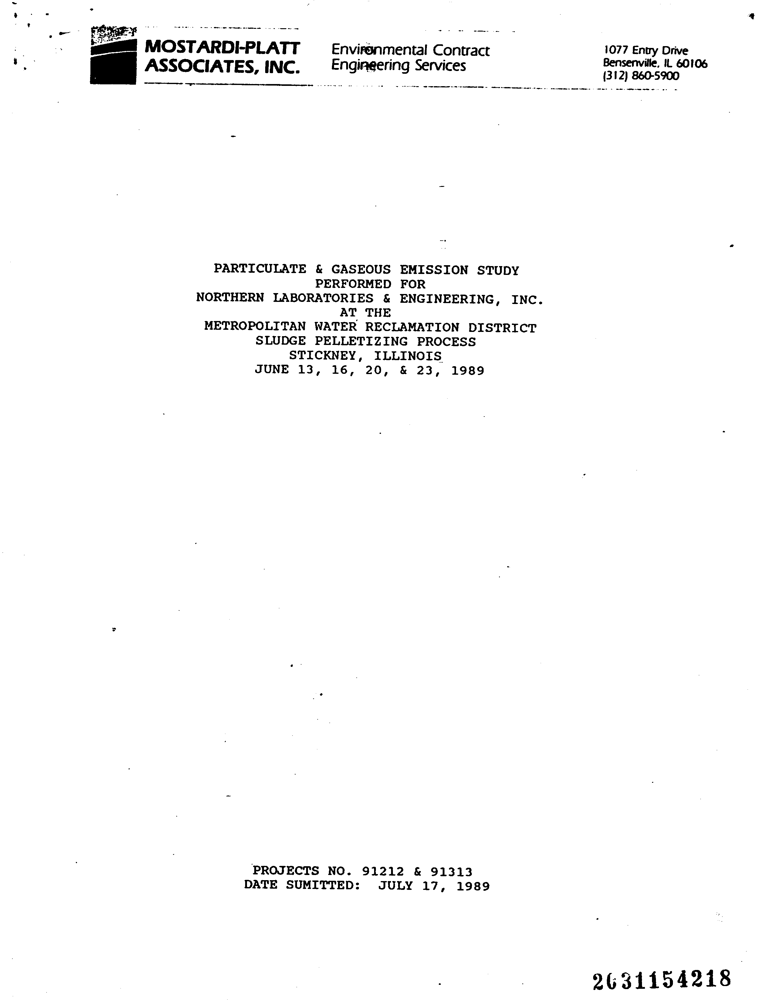 MOSTARDI-PLATT
ASSOCIATES, INC.
Environmental Contract
Engineering Services
1077 Entry Drive
Bensenville, IL 60106
(312) 860-5900
PARTICULATE & GASEOUS EMISSION STUDY
PERFORMED FOR
NORTHERN LABORATORIES & ENGINEERING, INC.
AT THE
METROPOLITAN WATER RECLAMATION DISTRICT
SLUDGE PELLETIZING PROCESS
STICKNEY, ILLINOIS
JUNE 13, 16, 20, & 23, 1989
PROJECTS NO. 91212 & 91313
DATE SUMITTED: JULY 17, 1989
2031154218